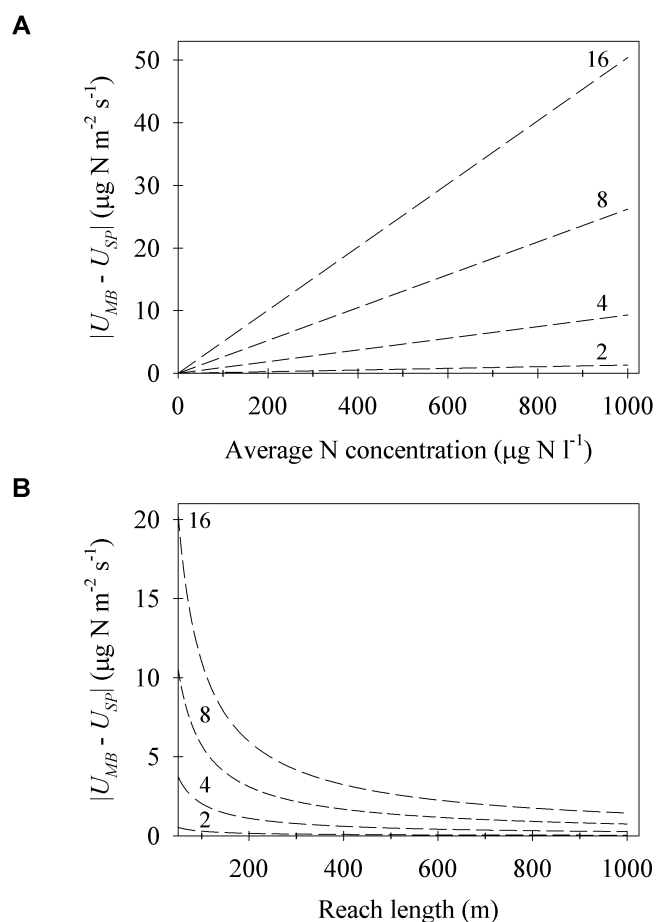 A
|U_MB - U_SP| (µg N m⁻² s⁻¹)
50
40
30
20
10
0
16
8
4
2
0 200 400 600 800 1000
Average N concentration (µg N l⁻¹)
B
|U_MB - U_SP| (µg N m⁻² s⁻¹)
20
15
10
5
0
16
8
4
2
200 400 600 800 1000
Reach length (m)